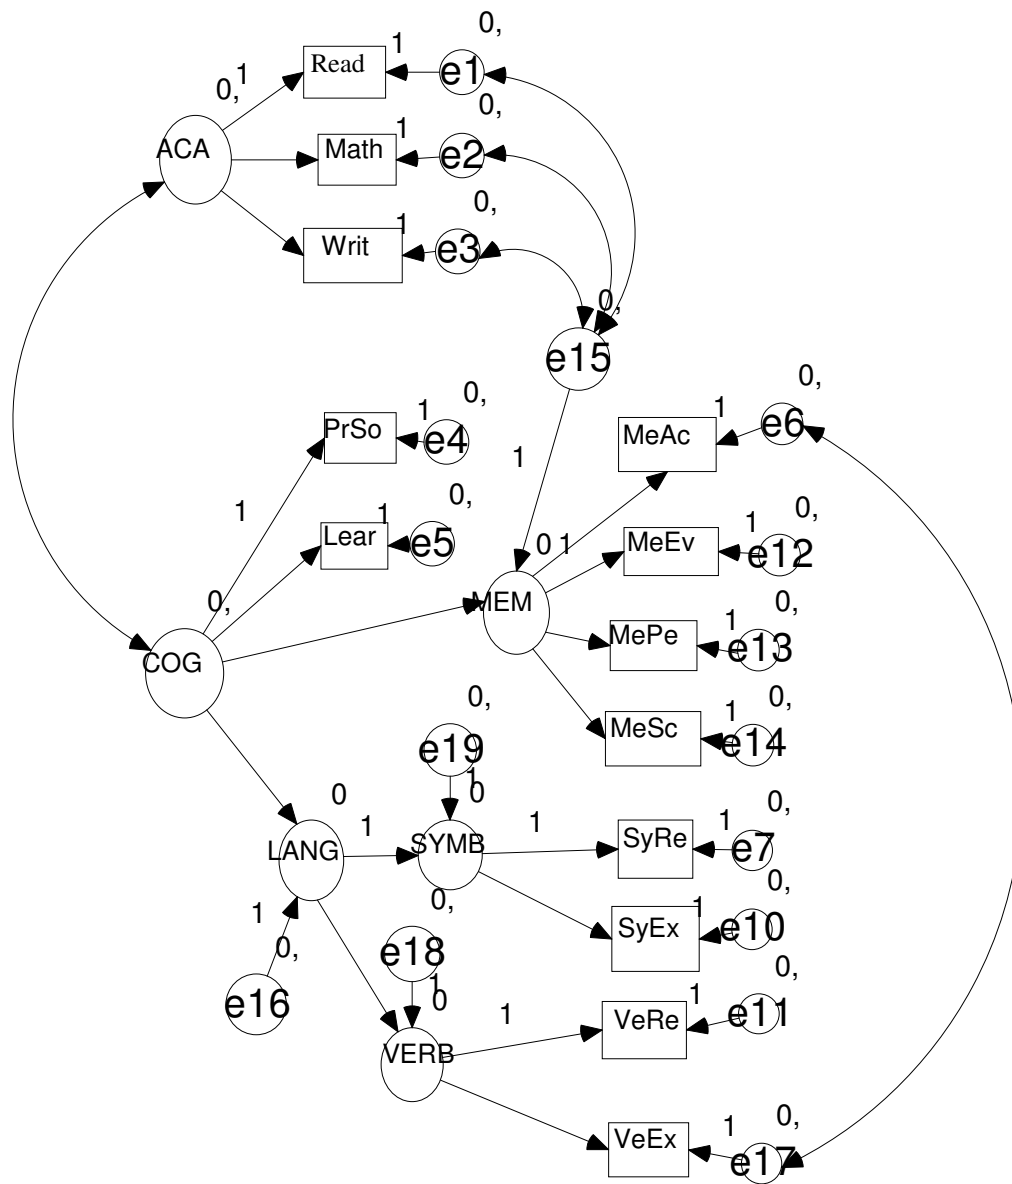 0,
1
Read
e1
1
0,
0,
ACA
1
Math
e2
0,
1
Writ
e3
0,
e15
0,
PrSo
1
e4
0,
1
MeAc
1
e6
0,
1
Lear
1
e5
0,
0
1
MeEv
1
e12
0,
0,
MEM
MePe
1
e13
0,
COG
MeSc
1
e14
0,
0,
e19
1
0
0
1
LANG
SYMB
1
SyRe
1
e7
0,
SyEx
1
e10
0,
0,
1
0,
e18
e16
1
0
VERB
1
VeRe
1
e11
0,
VeEx
1
e17
0,